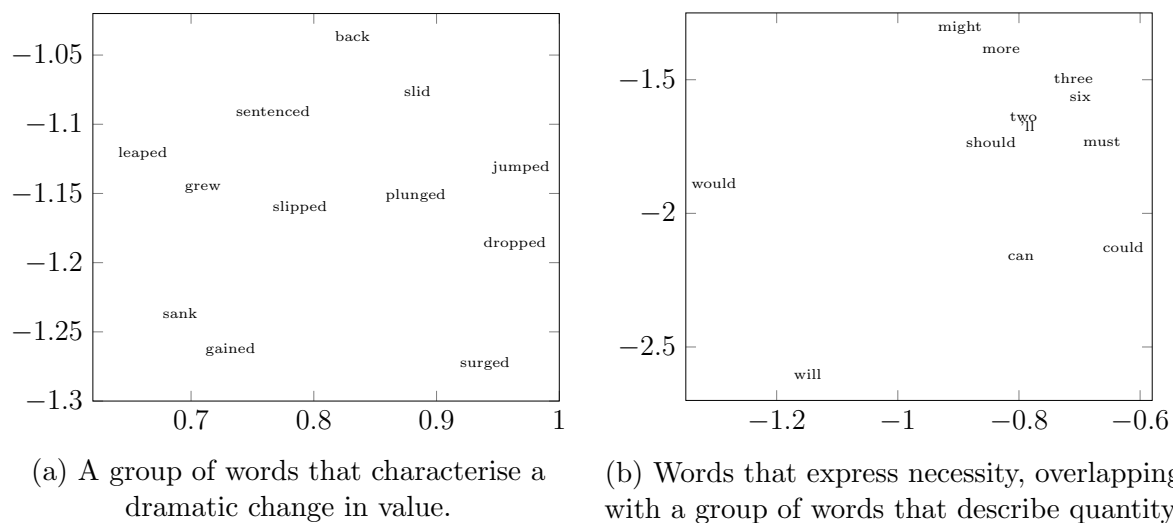 −1.05
−1.1
−1.15
−1.2
−1.25
−1.3
0.7
0.8
0.9
1
back
slid
sentenced
leaped
jumped
grew
plunged
slipped
dropped
sank
gained
surged
(a) A group of words that characterise a
dramatic change in value.
−1.5
−2
−2.5
−1.2
−1
−0.8
−0.6
might
more
three
six
two
'll
should
must
would
could
can
will
(b) Words that express necessity, overlapping
with a group of words that describe quantity